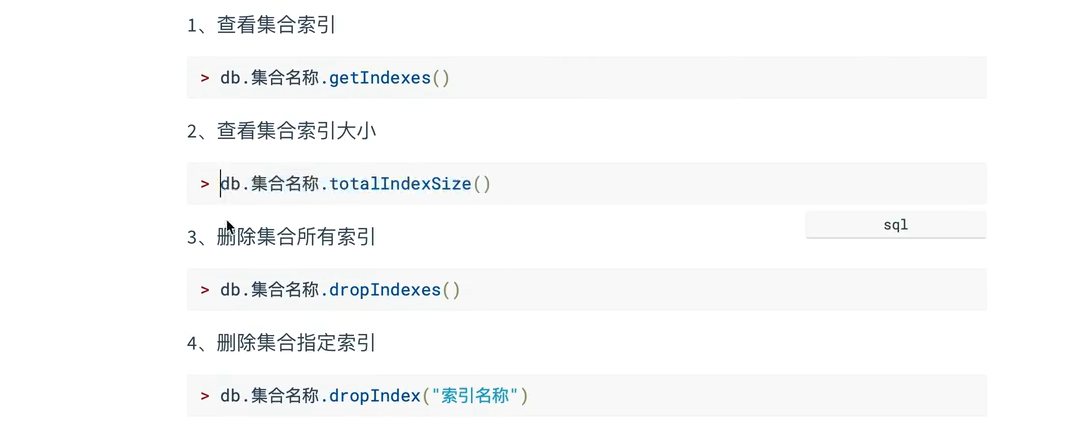 1、查看集合索引
> db.集合名称.getIndexes()
2、查看集合索引大小
> db.集合名称.totalIndexSize()
3、删除集合所有索引
sql
> db.集合名称.dropIndexes()
4、删除集合指定索引
> db.集合名称.dropIndex("索引名称")